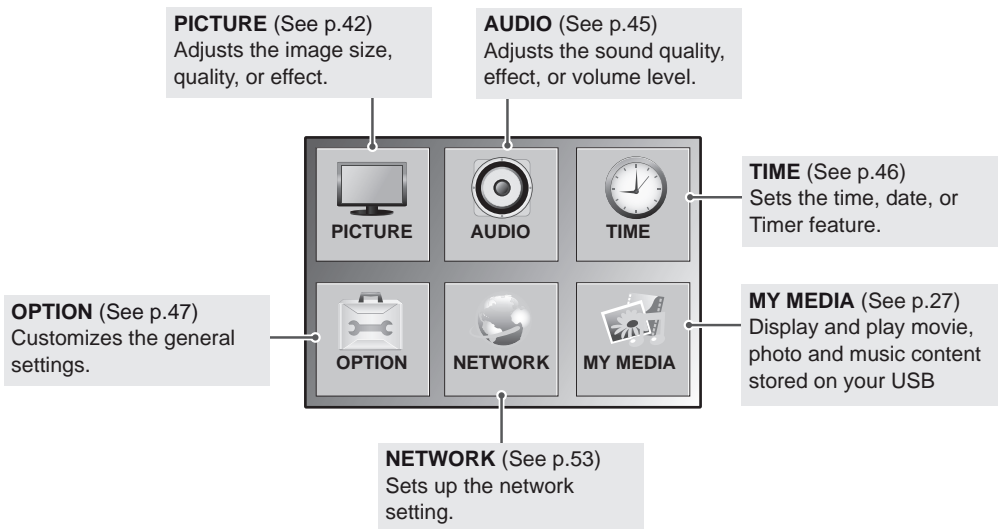 PICTURE (See p.42)
Adjusts the image size,
quality, or effect.
AUDIO (See p.45)
Adjusts the sound quality,
effect, or volume level.
PICTURE
AUDIO
TIME
TIME (See p.46)
Sets the time, date, or
Timer feature.
OPTION (See p.47)
Customizes the general
settings.
OPTION
NETWORK
MY MEDIA
MY MEDIA (See p.27)
Display and play movie,
photo and music content
stored on your USB
NETWORK (See p.53)
Sets up the network
setting.